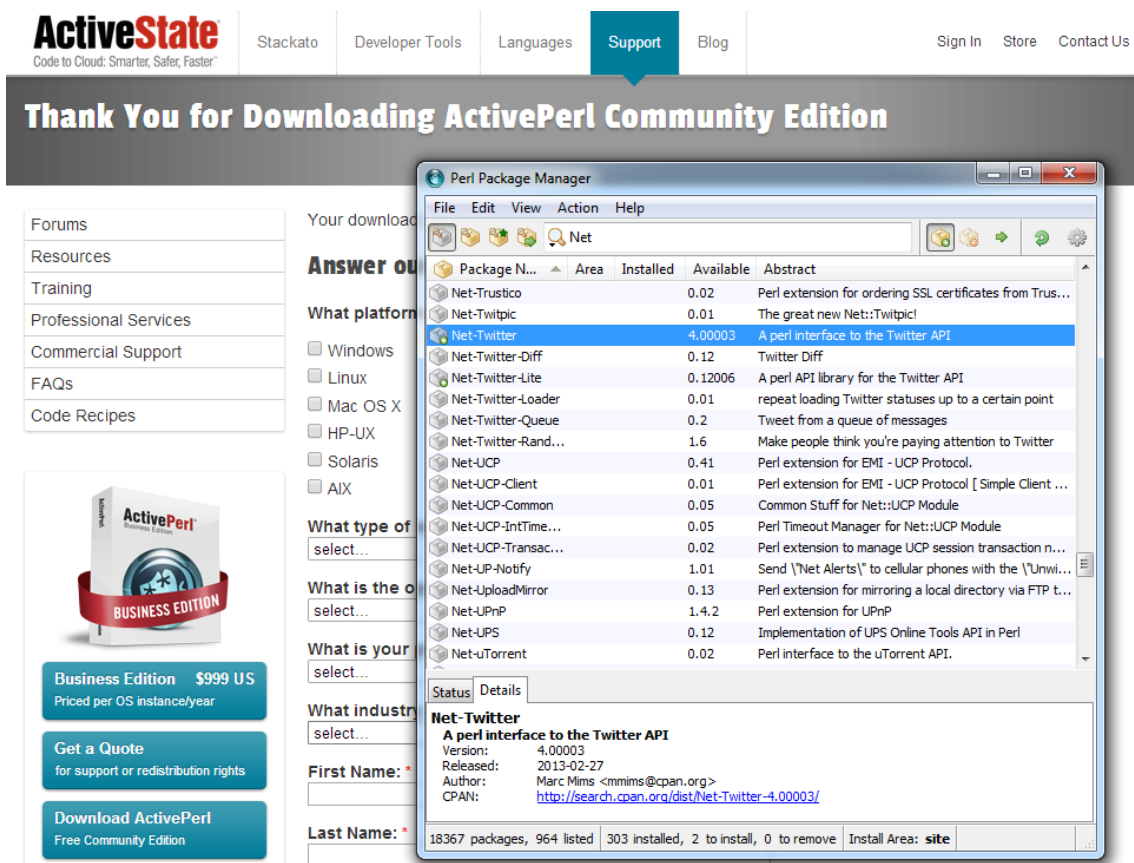 ActiveState
Code to Cloud: Smarter, Safer, Faster™
Stackato Developer Tools Languages Support Blog
Sign In Store Contact Us
Thank You for Downloading ActivePerl Community Edition
Forums
Resources
Training
Professional Services
Commercial Support
FAQs
Code Recipes
ActivePerl
ActivePerl™
Business Edition
BUSINESS EDITION
Business Edition $999 US
Priced per OS instance/year
Get a Quote
for support or redistribution rights
Download ActivePerl
Free Community Edition
Your download
Answer ou
What platforn
Windows
Linux
Mac OS X
HP-UX
Solaris
AIX
What type of
select...
What is the o
select...
What is your
select...
What industry
select...
First Name: *
Last Name: *
Perl Package Manager
File Edit View Action Help
Net
Package N... Area Installed Available Abstract
Net-Trustico 0.02 Perl extension for ordering SSL certificates from Trus...
Net-Twitpic 0.01 The great new Net::Twitpic!
Net-Twitter 4.00003 A perl interface to the Twitter API
Net-Twitter-Diff 0.12 Twitter Diff
Net-Twitter-Lite 0.12006 A perl API library for the Twitter API
Net-Twitter-Loader 0.01 repeat loading Twitter statuses up to a certain point
Net-Twitter-Queue 0.2 Tweet from a queue of messages
Net-Twitter-Rand... 1.6 Make people think you're paying attention to Twitter
Net-UCP 0.41 Perl extension for EMI - UCP Protocol.
Net-UCP-Client 0.01 Perl extension for EMI - UCP Protocol [ Simple Client ...
Net-UCP-Common 0.05 Common Stuff for Net::UCP Module
Net-UCP-IntTime... 0.05 Perl Timeout Manager for Net::UCP Module
Net-UCP-Transac... 0.02 Perl extension to manage UCP session transaction n...
Net-UP-Notify 1.01 Send \"Net Alerts\" to cellular phones with the \"Unwi...
Net-UploadMirror 0.13 Perl extension for mirroring a local directory via FTP t...
Net-UPnP 1.4.2 Perl extension for UPnP
Net-UPS 0.12 Implementation of UPS Online Tools API in Perl
Net-uTorrent 0.02 Perl interface to the uTorrent API.
Status Details
Net-Twitter
A perl interface to the Twitter API
Version: 4.00003
Released: 2013-02-27
Author: Marc Mims <mmims@cpan.org>
CPAN: http://search.cpan.org/dist/Net-Twitter-4.00003/
18367 packages, 964 listed 303 installed, 2 to install, 0 to remove Install Area: site